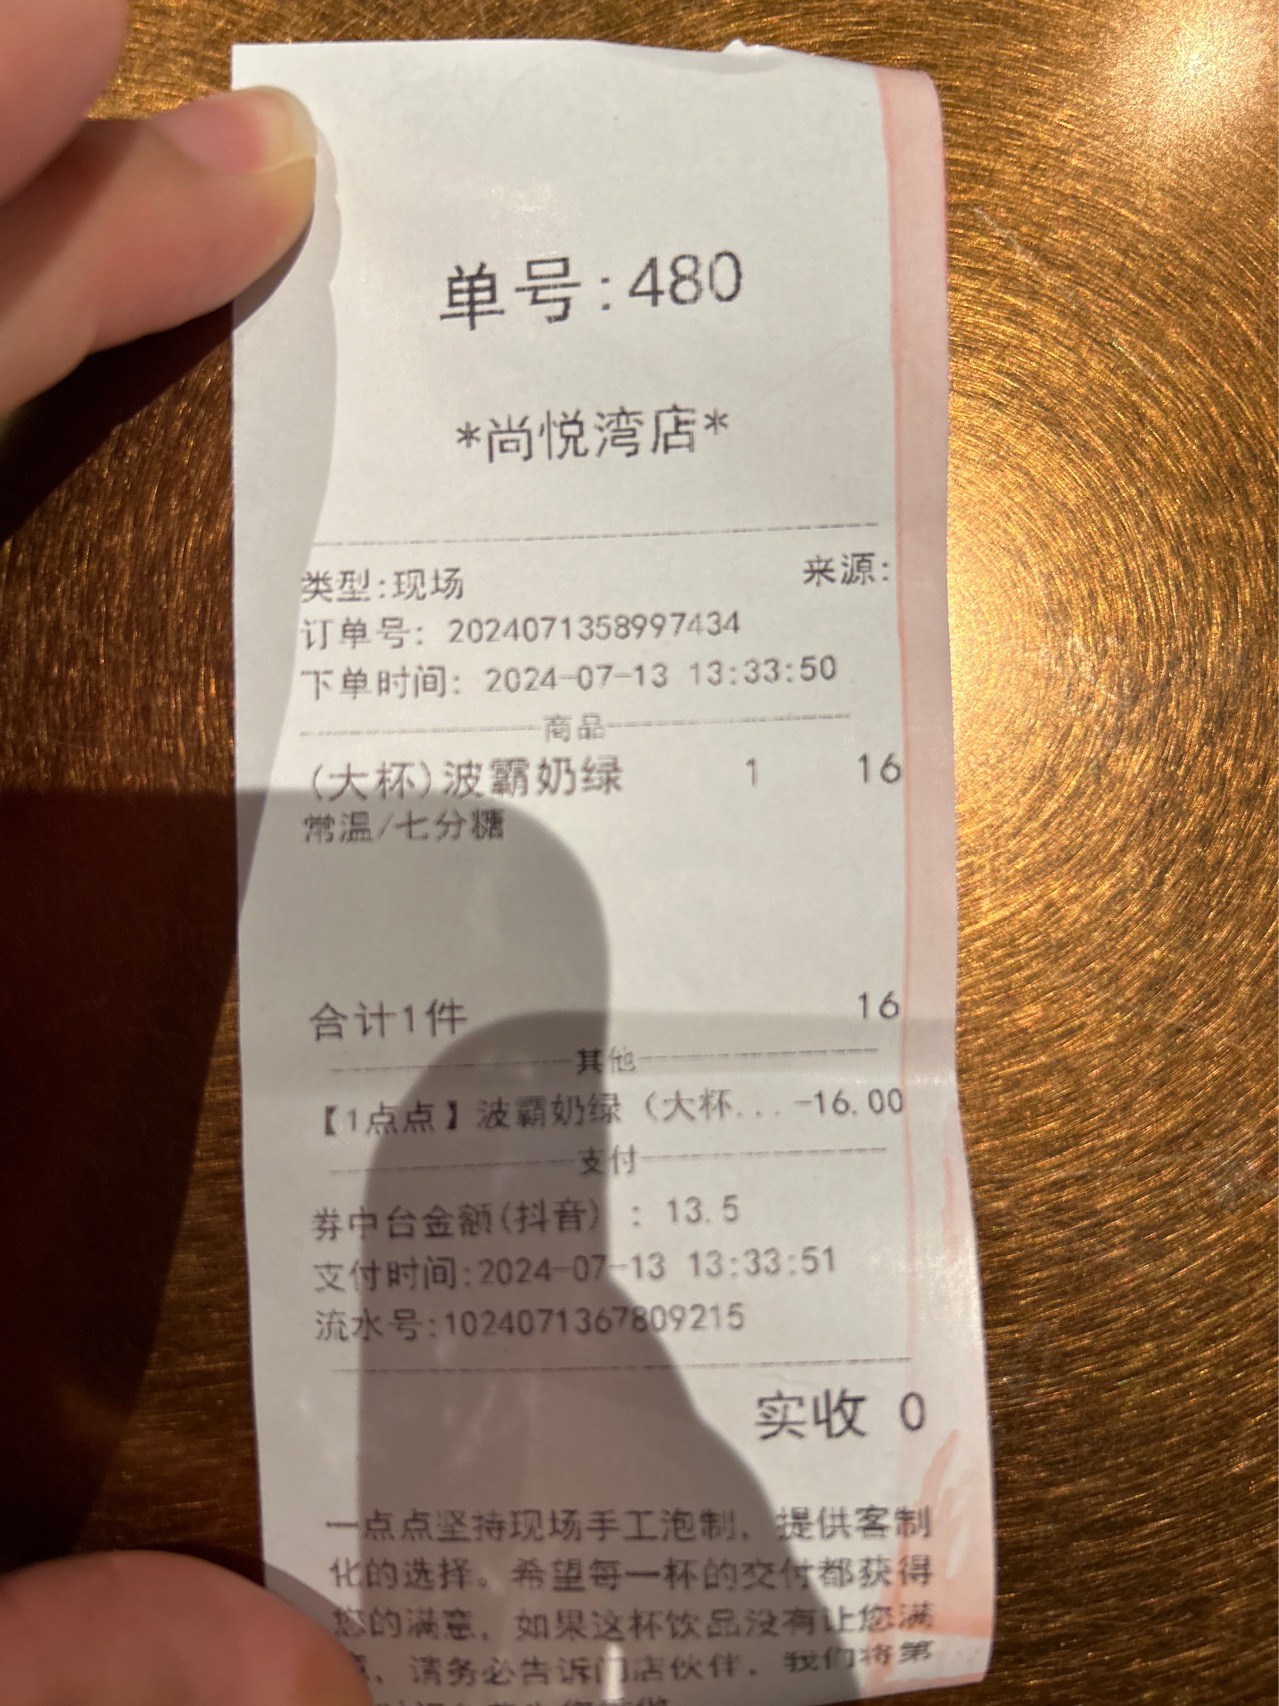 单号:480
*尚悦湾店*
类型:现场 来源:
订单号: 2024071358997434
下单时间: 2024-07-13 13:33:50
商品
(大杯)波霸奶绿 1 16
常温/七分糖
合计1件 16
其他
【1点点】波霸奶绿（大杯...-16.00
支付
券中台金额(抖音) : 13.5
支付时间:2024-07-13 13:33:51
流水号:1024071367809215
实收 0
一点点坚持现场手工泡制，提供客制
化的选择。希望每一杯的交付都获得
您的满意，如果这杯饮品没有让您满
，请务必告诉门店伙伴，我们将第